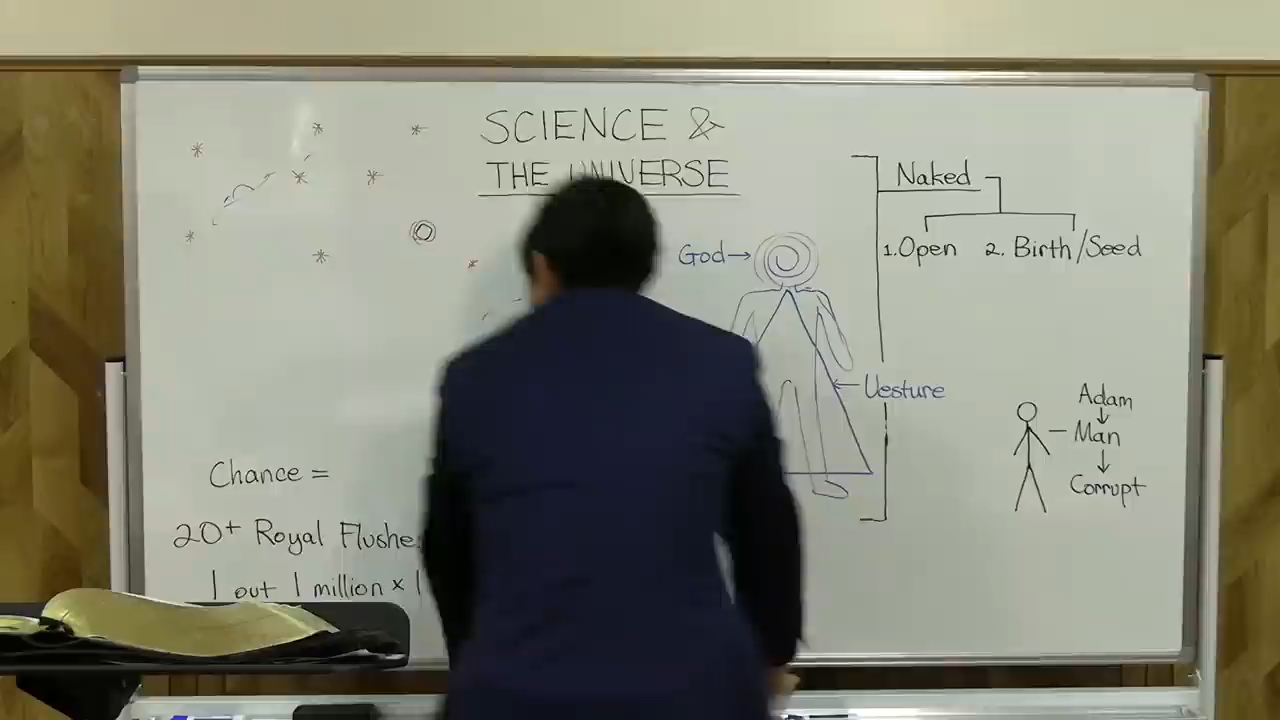 SCIENCE &
THE UNIVERSE
Naked
1. Open 2. Birth/Seed
God
Vesture
Adam
Man
Corrupt
Chance =
20+ Royal
1 out 1 million ×